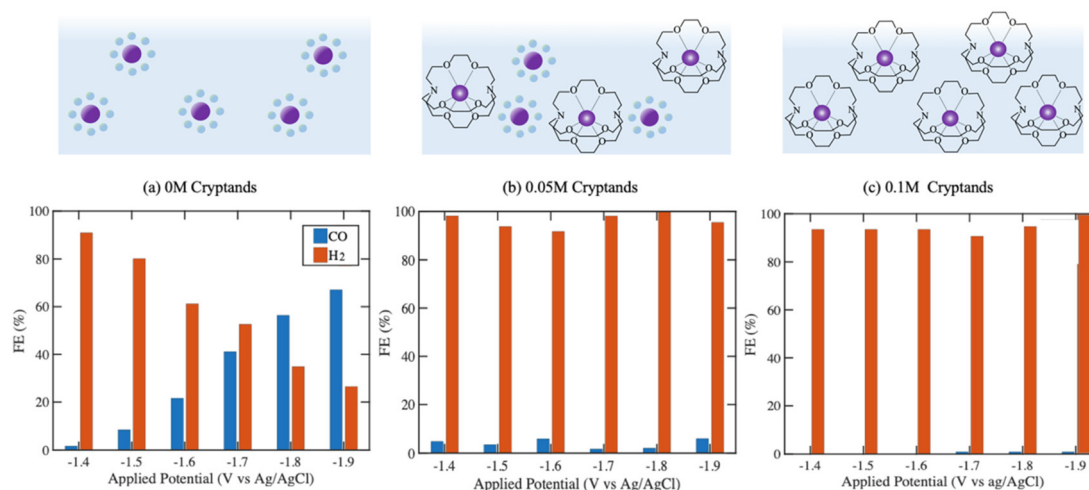 (a) 0M Cryptands
(b) 0.05M Cryptands
(c) 0.1M Cryptands
FE (%)
100
80
60
40
20
0
CO
H2
-1.4 -1.5 -1.6 -1.7 -1.8 -1.9
Applied Potential (V vs Ag/AgCl)
FE (%)
100
80
60
40
20
0
-1.4 -1.5 -1.6 -1.7 -1.8 -1.9
Applied Potential (V vs Ag/AgCl)
FE (%)
100
80
60
40
20
0
-1.4 -1.5 -1.6 -1.7 -1.8 -1.9
Applied Potential (V vs ag/AgCl)